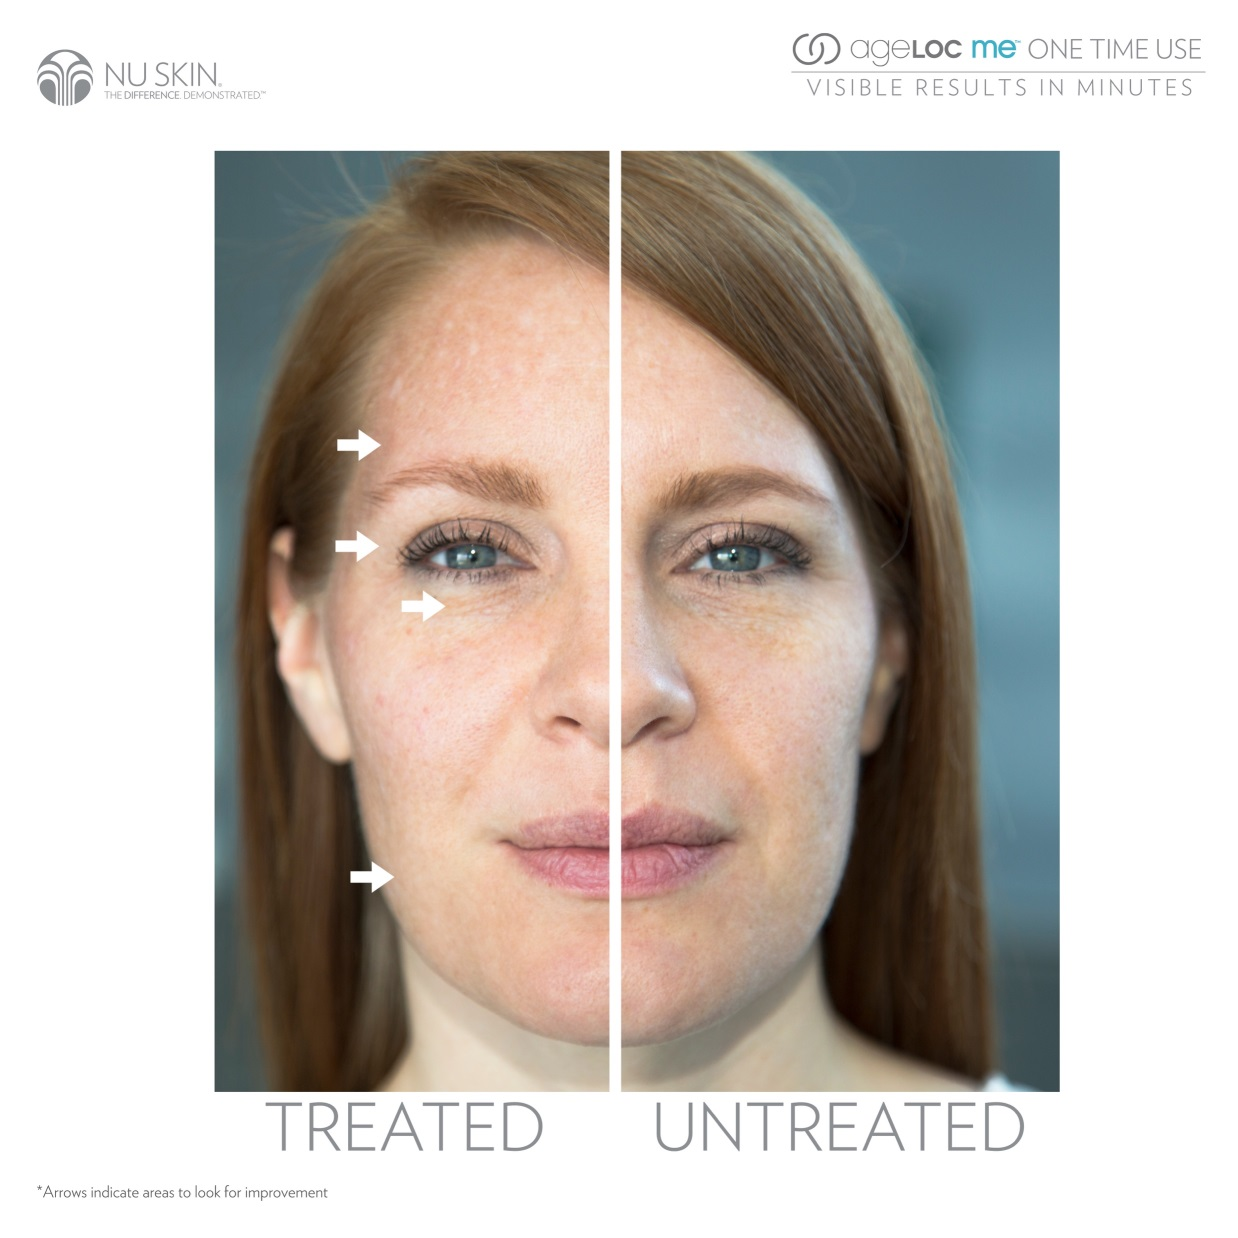 NU SKIN®
THE DIFFERENCE. DEMONSTRATED.™
ageLOC me™ ONE TIME USE
VISIBLE RESULTS IN MINUTES
TREATED
UNTREATED
*Arrows indicate areas to look for improvement